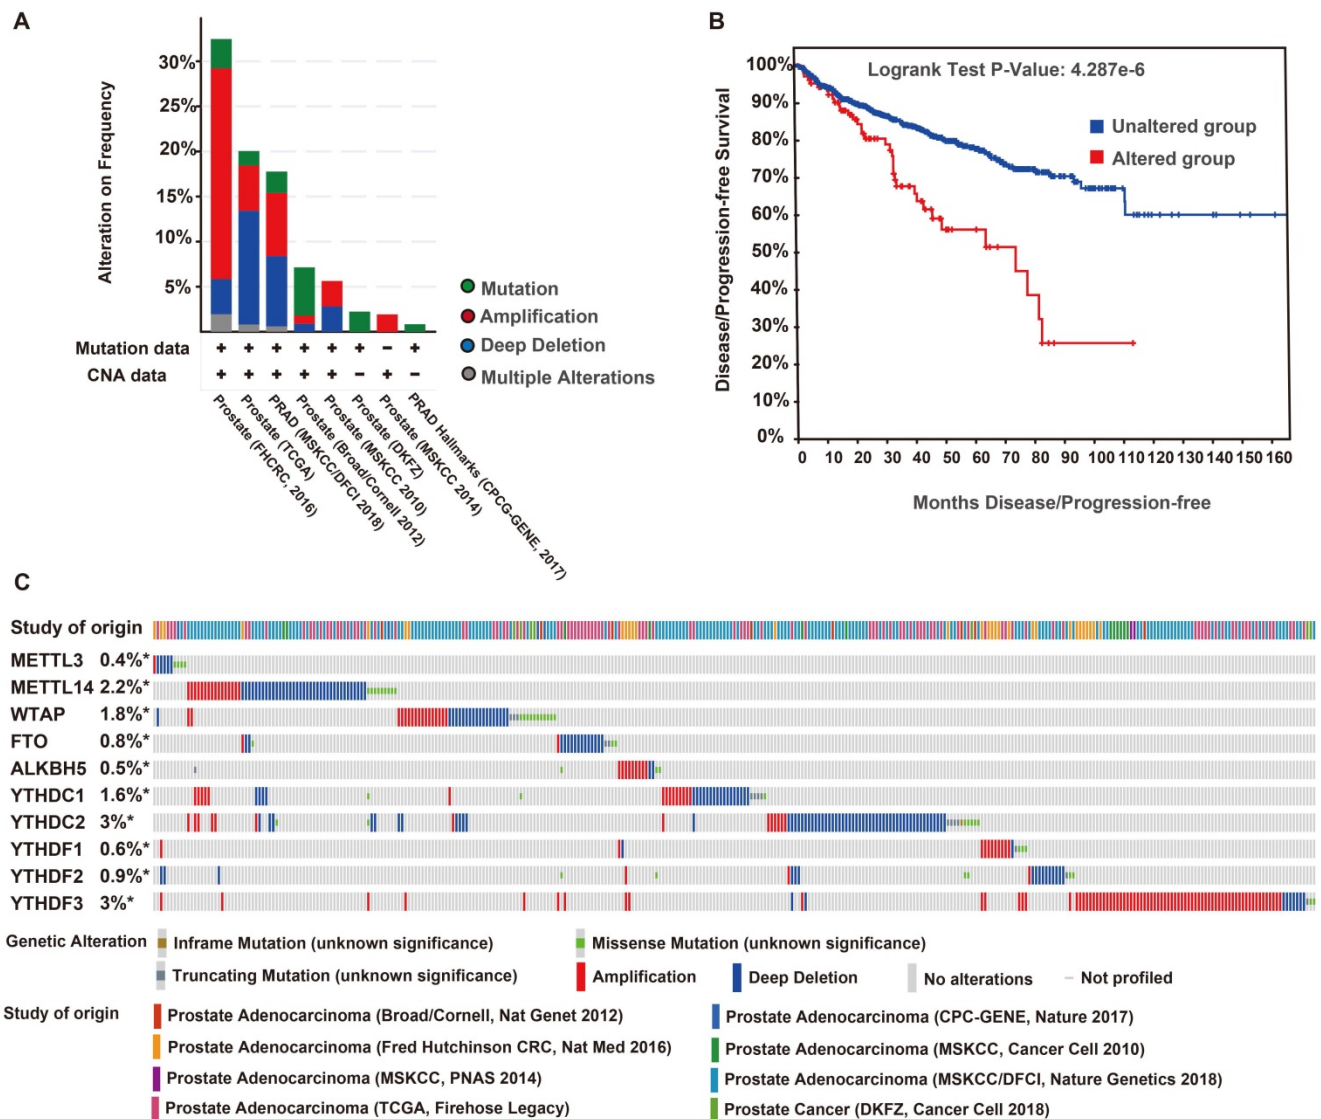 A
Alteration on Frequency
30%
25%
20%
15%
10%
5%
Mutation
Amplification
Deep Deletion
Multiple Alterations
Mutation data + + + + + + − +
CNA data + + + + + − + −
Prostate (FHCRC, 2016)
Prostate (TCGA)
PRAD (MSKCC/DFCI 2018)
Prostate (Broad/Cornell 2012)
Prostate (MSKCC 2010)
Prostate (DKFZ)
Prostate (MSKCC 2014)
PRAD Hallmarks (CPCG-GENE, 2017)
B
Disease/Progression-free Survival
100%
90%
80%
70%
60%
50%
40%
30%
20%
10%
0%
Logrank Test P-Value: 4.287e-6
Unaltered group
Altered group
0 10 20 30 40 50 60 70 80 90 100 110 120 130 140 150 160
Months Disease/Progression-free
C
Study of origin
METTL3 0.4%*
METTL14 2.2%*
WTAP 1.8%*
FTO 0.8%*
ALKBH5 0.5%*
YTHDC1 1.6%*
YTHDC2 3%*
YTHDF1 0.6%*
YTHDF2 0.9%*
YTHDF3 3%*
Genetic Alteration Inframe Mutation (unknown significance) Missense Mutation (unknown significance)
Truncating Mutation (unknown significance) Amplification Deep Deletion No alterations Not profiled
Study of origin Prostate Adenocarcinoma (Broad/Cornell, Nat Genet 2012) Prostate Adenocarcinoma (CPC-GENE, Nature 2017)
Prostate Adenocarcinoma (Fred Hutchinson CRC, Nat Med 2016) Prostate Adenocarcinoma (MSKCC, Cancer Cell 2010)
Prostate Adenocarcinoma (MSKCC, PNAS 2014) Prostate Adenocarcinoma (MSKCC/DFCI, Nature Genetics 2018)
Prostate Adenocarcinoma (TCGA, Firehose Legacy) Prostate Cancer (DKFZ, Cancer Cell 2018)